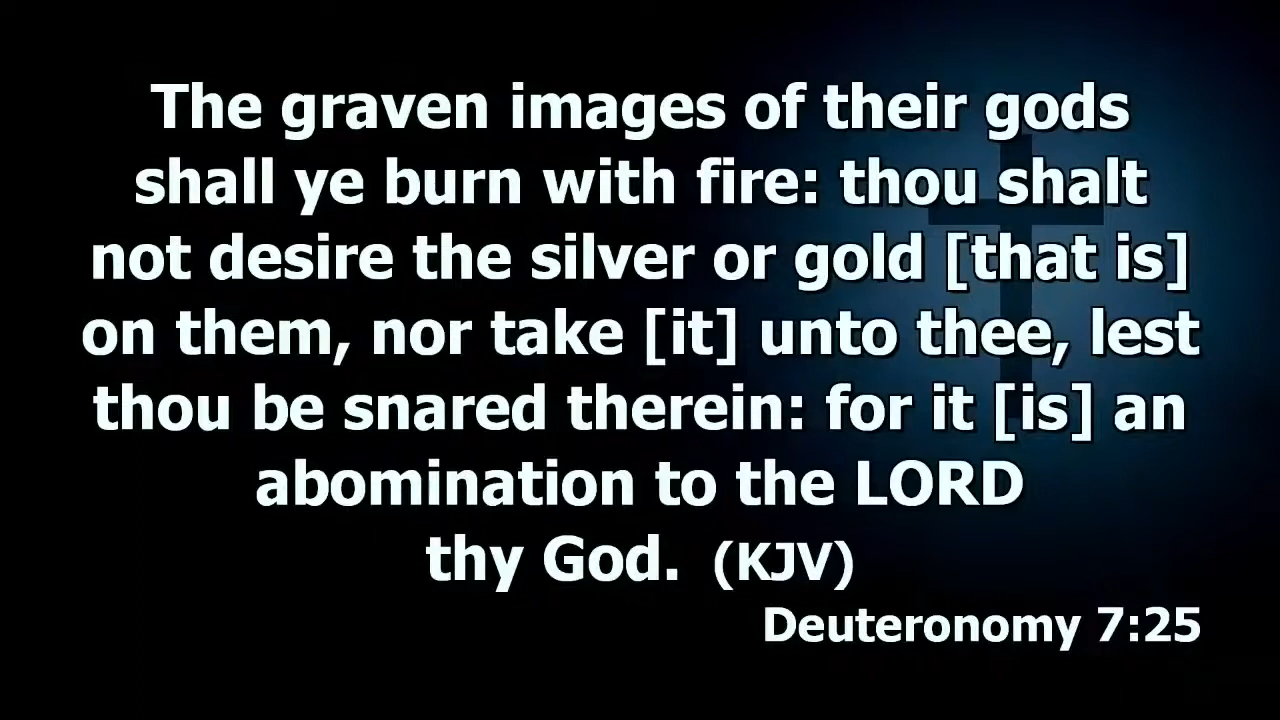 The graven images of their gods
shall ye burn with fire: thou shalt
not desire the silver or gold [that is]
on them, nor take [it] unto thee, lest
thou be snared therein: for it [is] an
abomination to the LORD
thy God. (KJV)
Deuteronomy 7:25